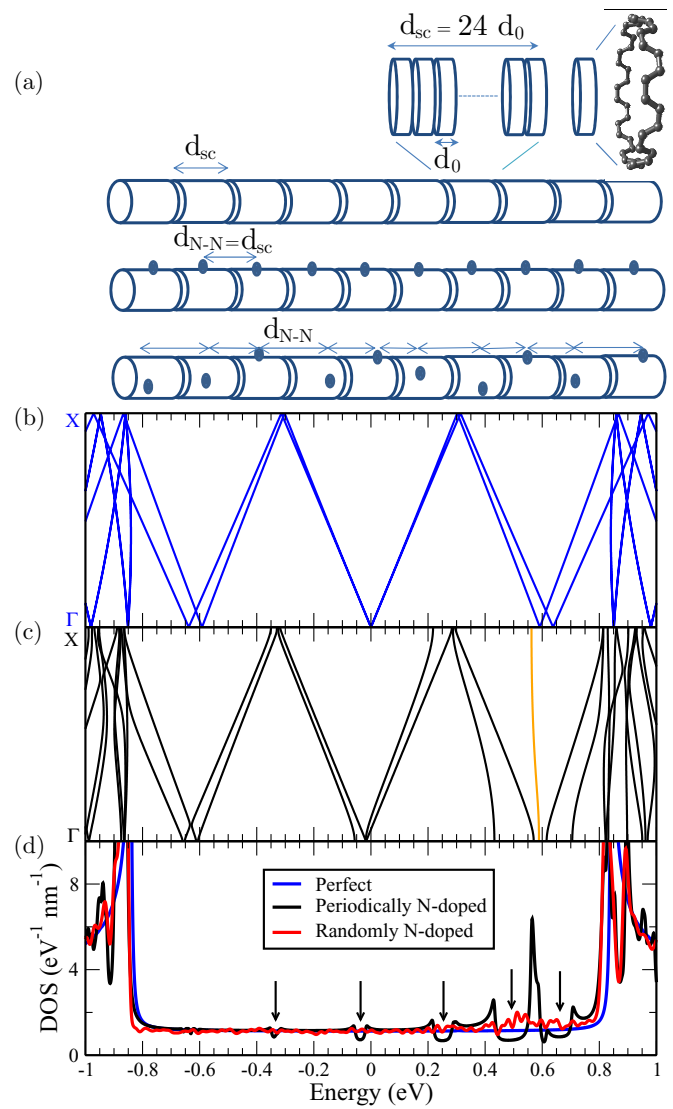 (a)
d_sc = 24 d_0
d_0
d_sc
d_N-N=d_sc
d_N-N
(b)
X
Γ
(c)
X
Γ
(d)
DOS (eV⁻¹ nm⁻¹)
8
4
0
Perfect
Periodically N-doped
Randomly N-doped
-1 -0.8 -0.6 -0.4 -0.2 0 0.2 0.4 0.6 0.8 1
Energy (eV)